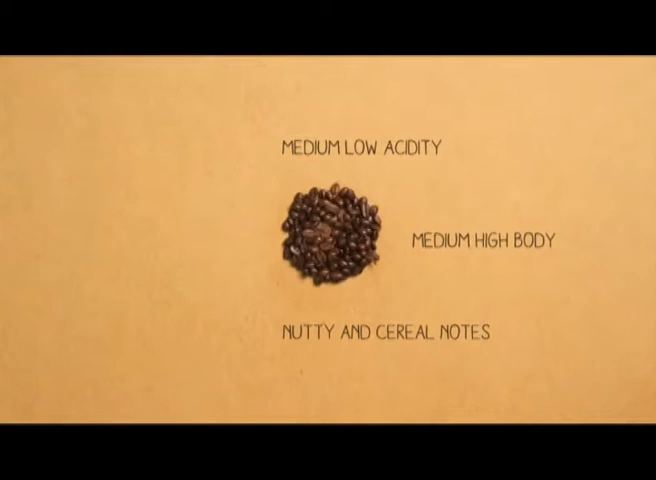 MEDIUM LOW ACIDITY
MEDIUM HIGH BODY
NUTTY AND CEREAL NOTES